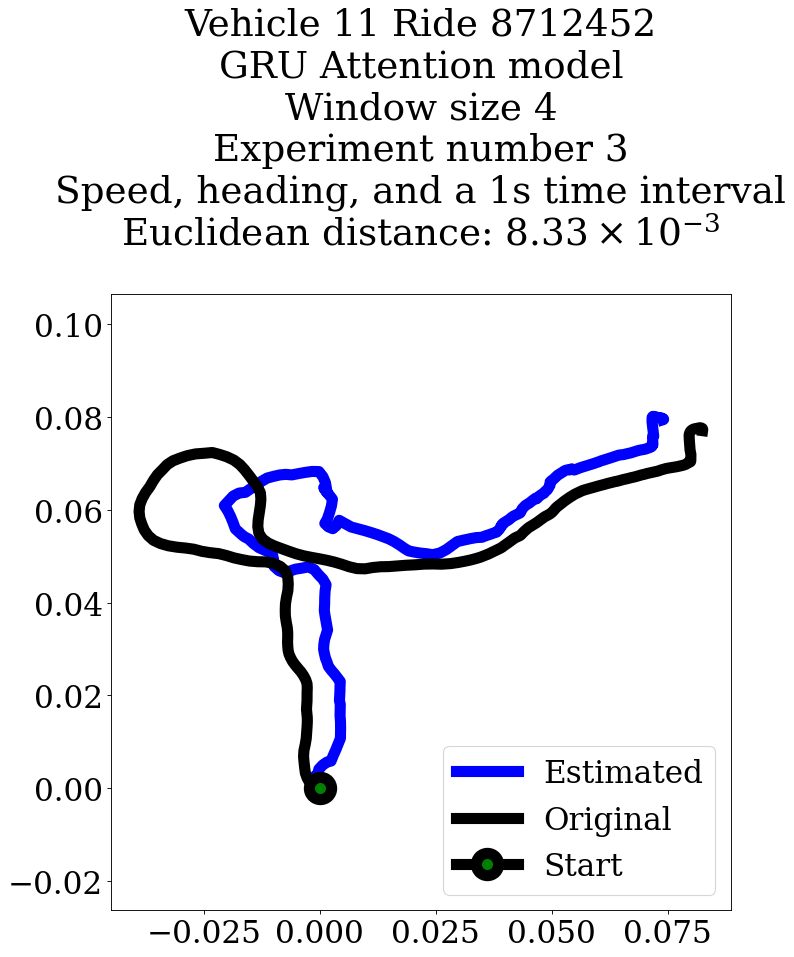 Vehicle 11 Ride 8712452
GRU Attention model
Window size 4
Experiment number 3
Speed, heading, and a 1s time interval
Euclidean distance: 8.33 × 10⁻³
0.10
0.08
0.06
0.04
0.02
0.00
−0.02
Estimated
Original
Start
−0.025 0.000 0.025 0.050 0.075